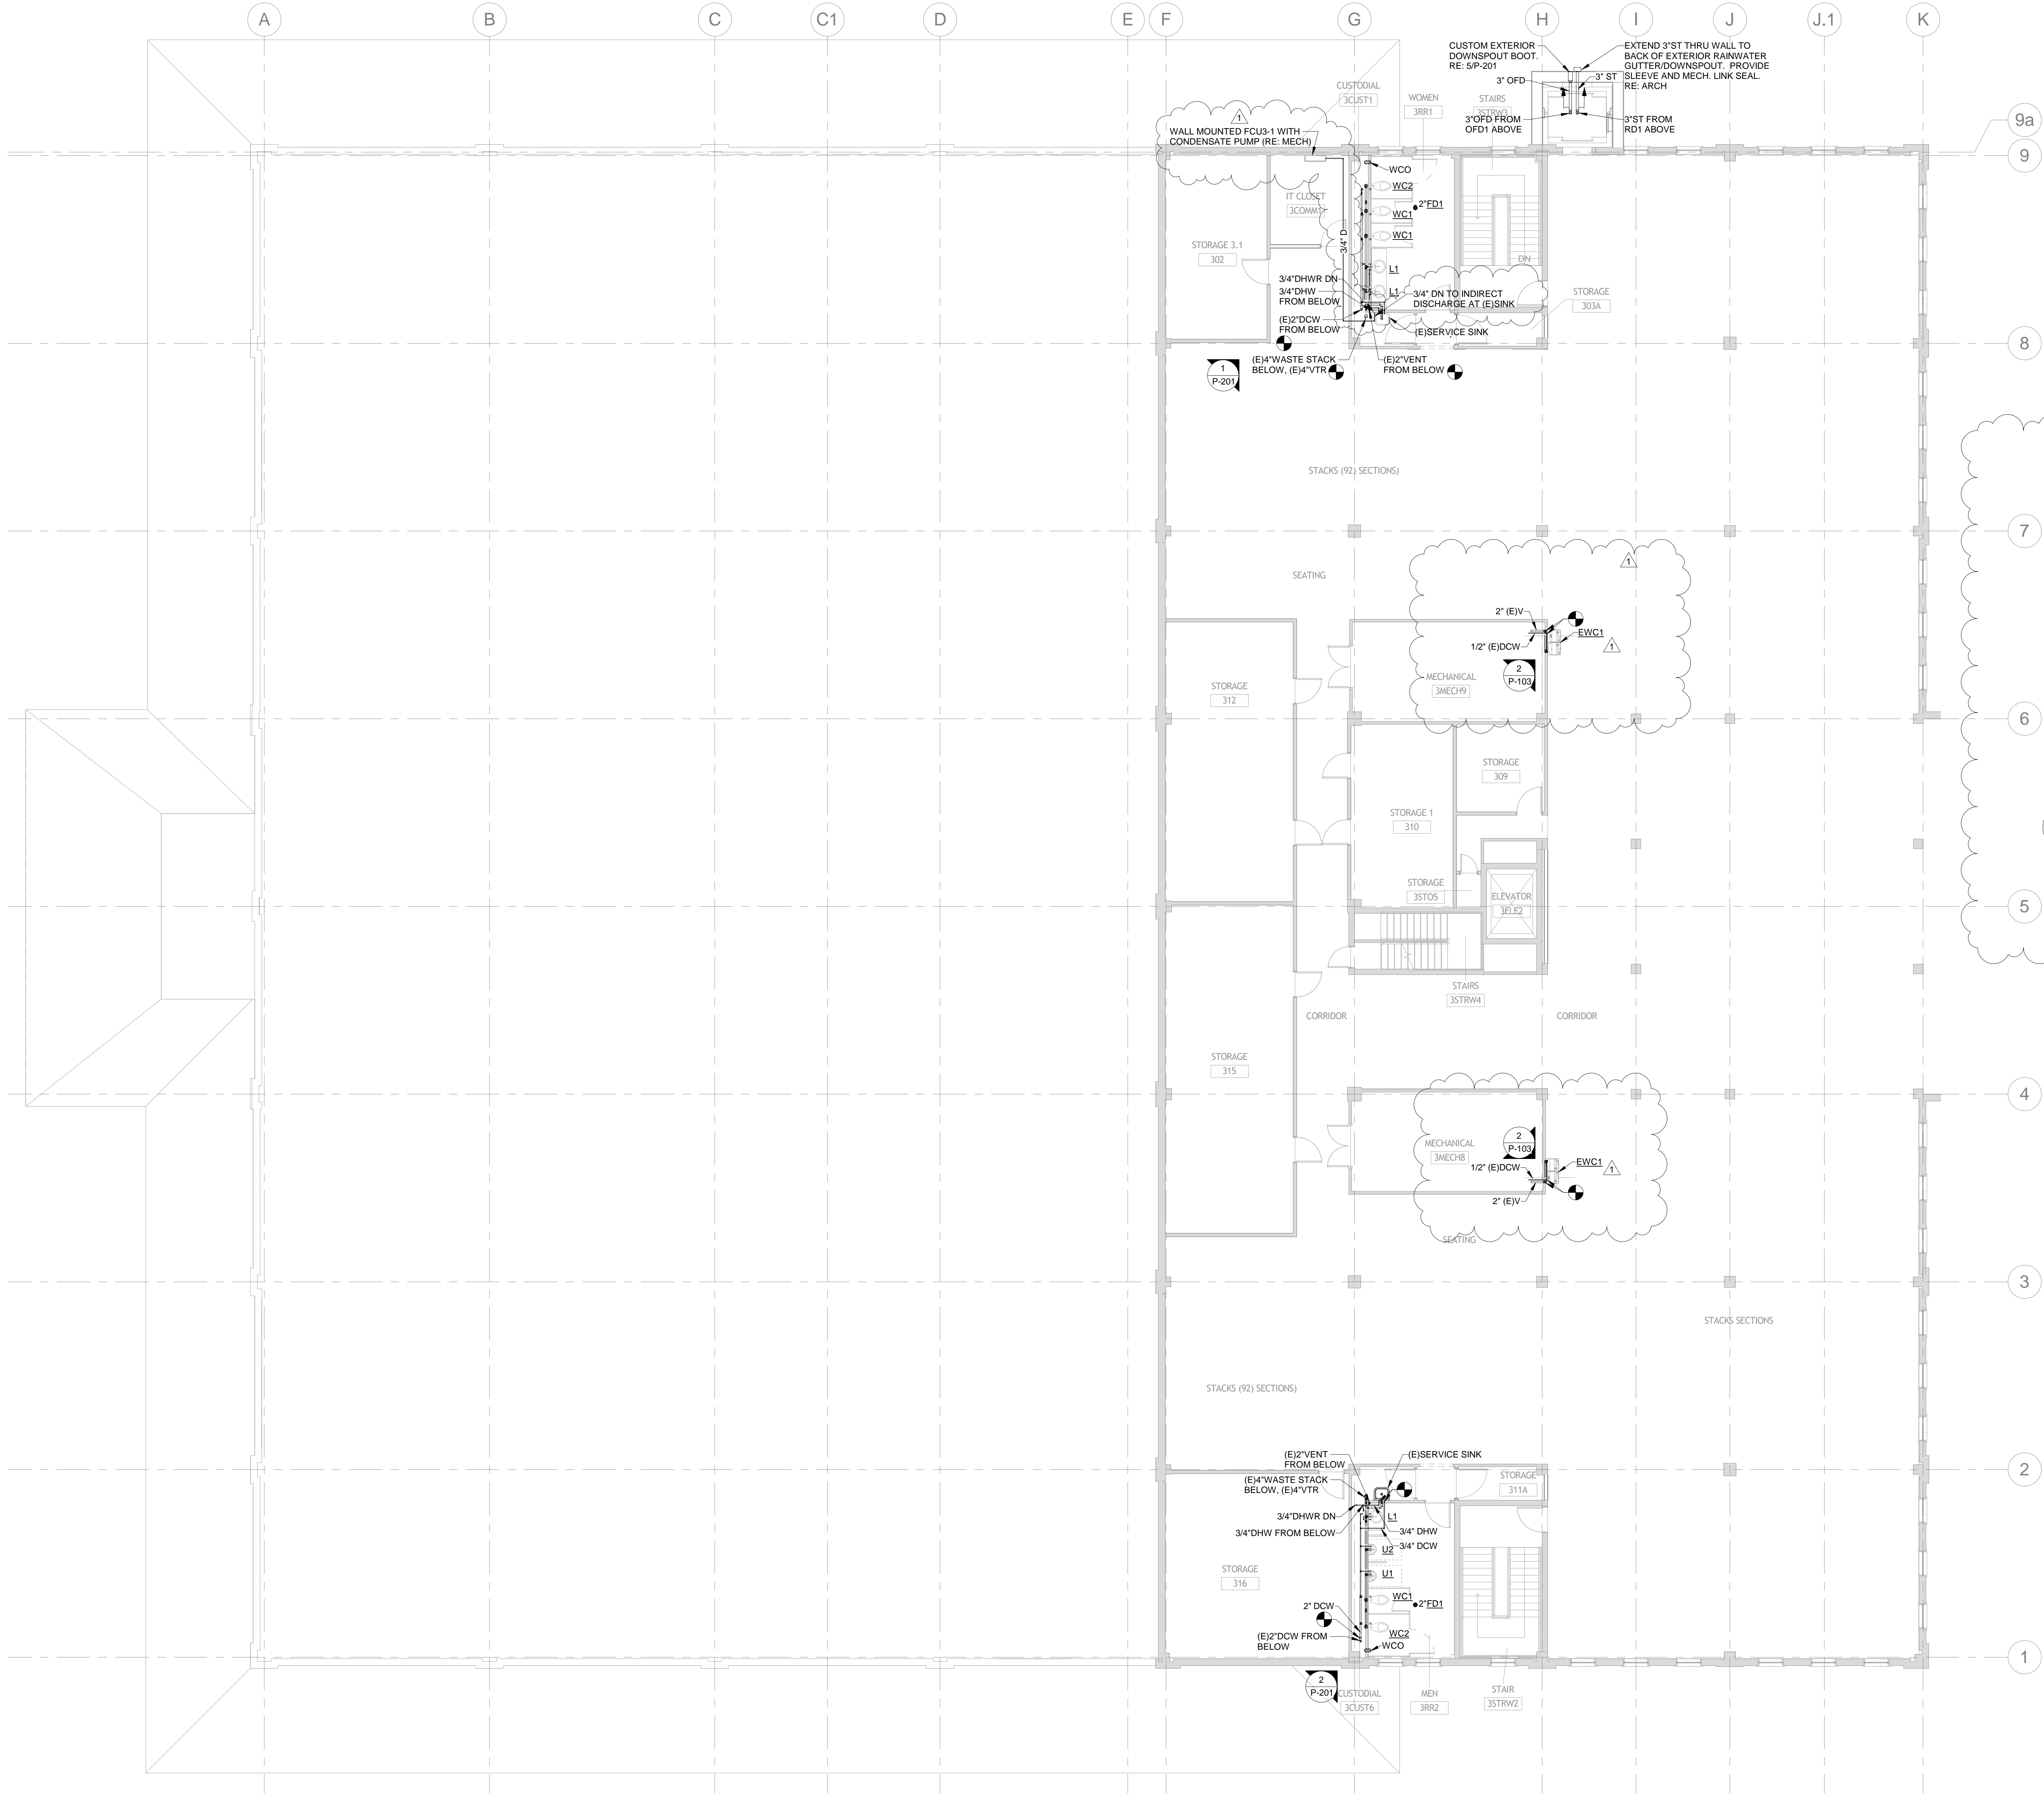 A
B
C
C1
D
E
F
G
H
I
J
J.1
K
CUSTOM EXTERIOR
DOWNSPOUT BOOT.
RE: 5/P-201
EXTEND 3"ST THRU WALL TO
BACK OF EXTERIOR RAINWATER
GUTTER/DOWNSPOUT. PROVIDE
SLEEVE AND MECH. LINK SEAL.
RE: ARCH
3" OFD
3" ST
3"OFD FROM
OFD1 ABOVE
3"ST FROM
RD1 ABOVE
CUSTODIAL
3CUST1
WOMEN
3RR1
STAIRS
3STRW3
1
WALL MOUNTED FCU3-1 WITH
CONDENSATE PUMP (RE: MECH)
9a
9
WCO
WC2
IT CLOSET
3COMM1
2"FD1
WC1
WC1
3/4" D
STORAGE 3.1
302
DN
L1
3/4"DHWR DN
3/4"DHW
FROM BELOW
L1
3/4" DN TO INDIRECT
DISCHARGE AT (E)SINK
STORAGE
303A
(E)2"DCW
FROM BELOW
(E)SERVICE SINK
8
(E)4"WASTE STACK
BELOW, (E)4"VTR
(E)2"VENT
FROM BELOW
1
P-201
STACKS (92) SECTIONS)
7
1
SEATING
2" (E)V
EWC1
1/2" (E)DCW
1
2
P-103
MECHANICAL
3MECH9
STORAGE
312
6
STORAGE
309
STORAGE 1
310
STORAGE
3STO5
ELEVATOR
3ELE2
5
STAIRS
3STRW4
CORRIDOR
CORRIDOR
STORAGE
315
4
2
P-103
MECHANICAL
3MECH8
1/2" (E)DCW
EWC1
1
2" (E)V
SEATING
3
STACKS SECTIONS
STACKS (92) SECTIONS)
(E)2"VENT
FROM BELOW
(E)SERVICE SINK
2
(E)4"WASTE STACK
BELOW, (E)4"VTR
STORAGE
311A
3/4"DHWR DN
L1
3/4"DHW FROM BELOW
3/4" DHW
3/4" DCW
U2
STORAGE
316
U1
WC1
2"FD1
2" DCW
WC2
(E)2"DCW FROM
BELOW
WCO
1
2
P-201
CUSTODIAL
3CUST6
MEN
3RR2
STAIR
3STRW2